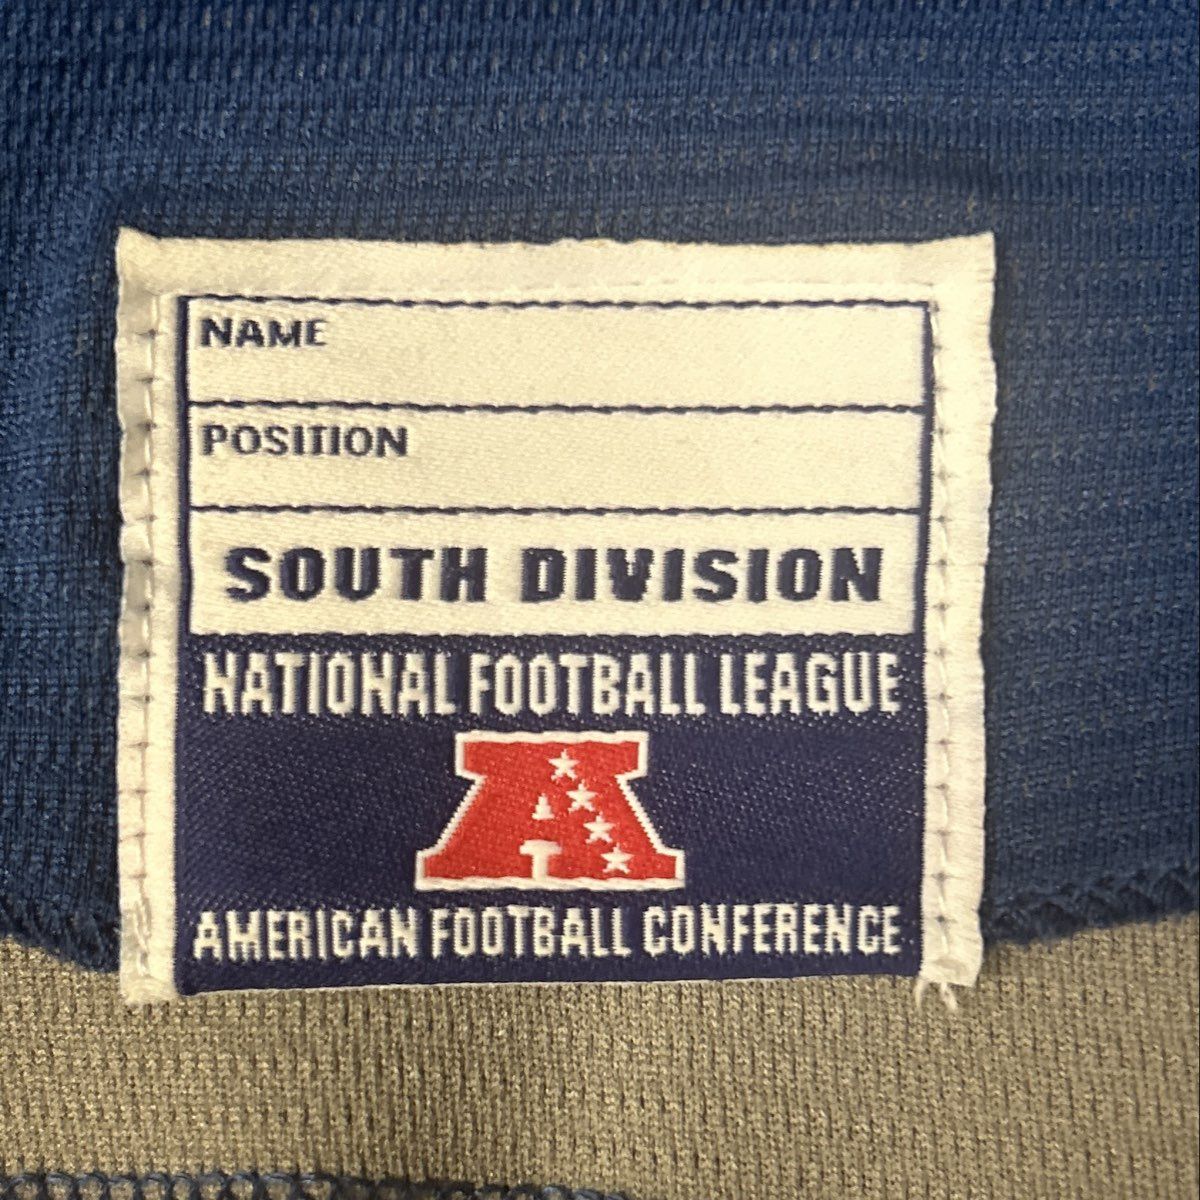 NAME
POSITION
SOUTH DIVISION
NATIONAL FOOTBALL LEAGUE
A
AMERICAN FOOTBALL CONFERENCE